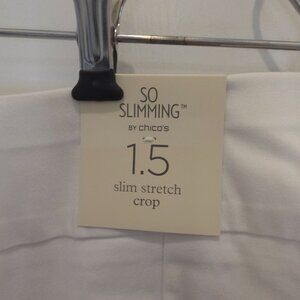 SO
SLIMMING™
BY chico's
1.5
slim stretch
crop